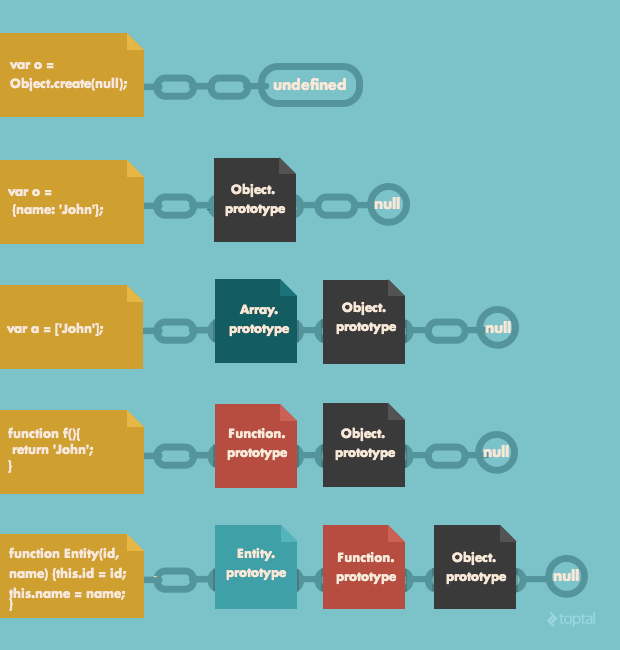 var o =
Object.create(null);
undefined
var o =
{name: 'John'};
Object.
prototype
null
var a = ['John'];
Array.
prototype
Object.
prototype
null
function f(){
return 'John';
}
Function.
prototype
Object.
prototype
null
function Entity(id,
name) {this.id = id;
this.name = name;
}
Entity.
prototype
Function.
prototype
Object.
prototype
null
toptal